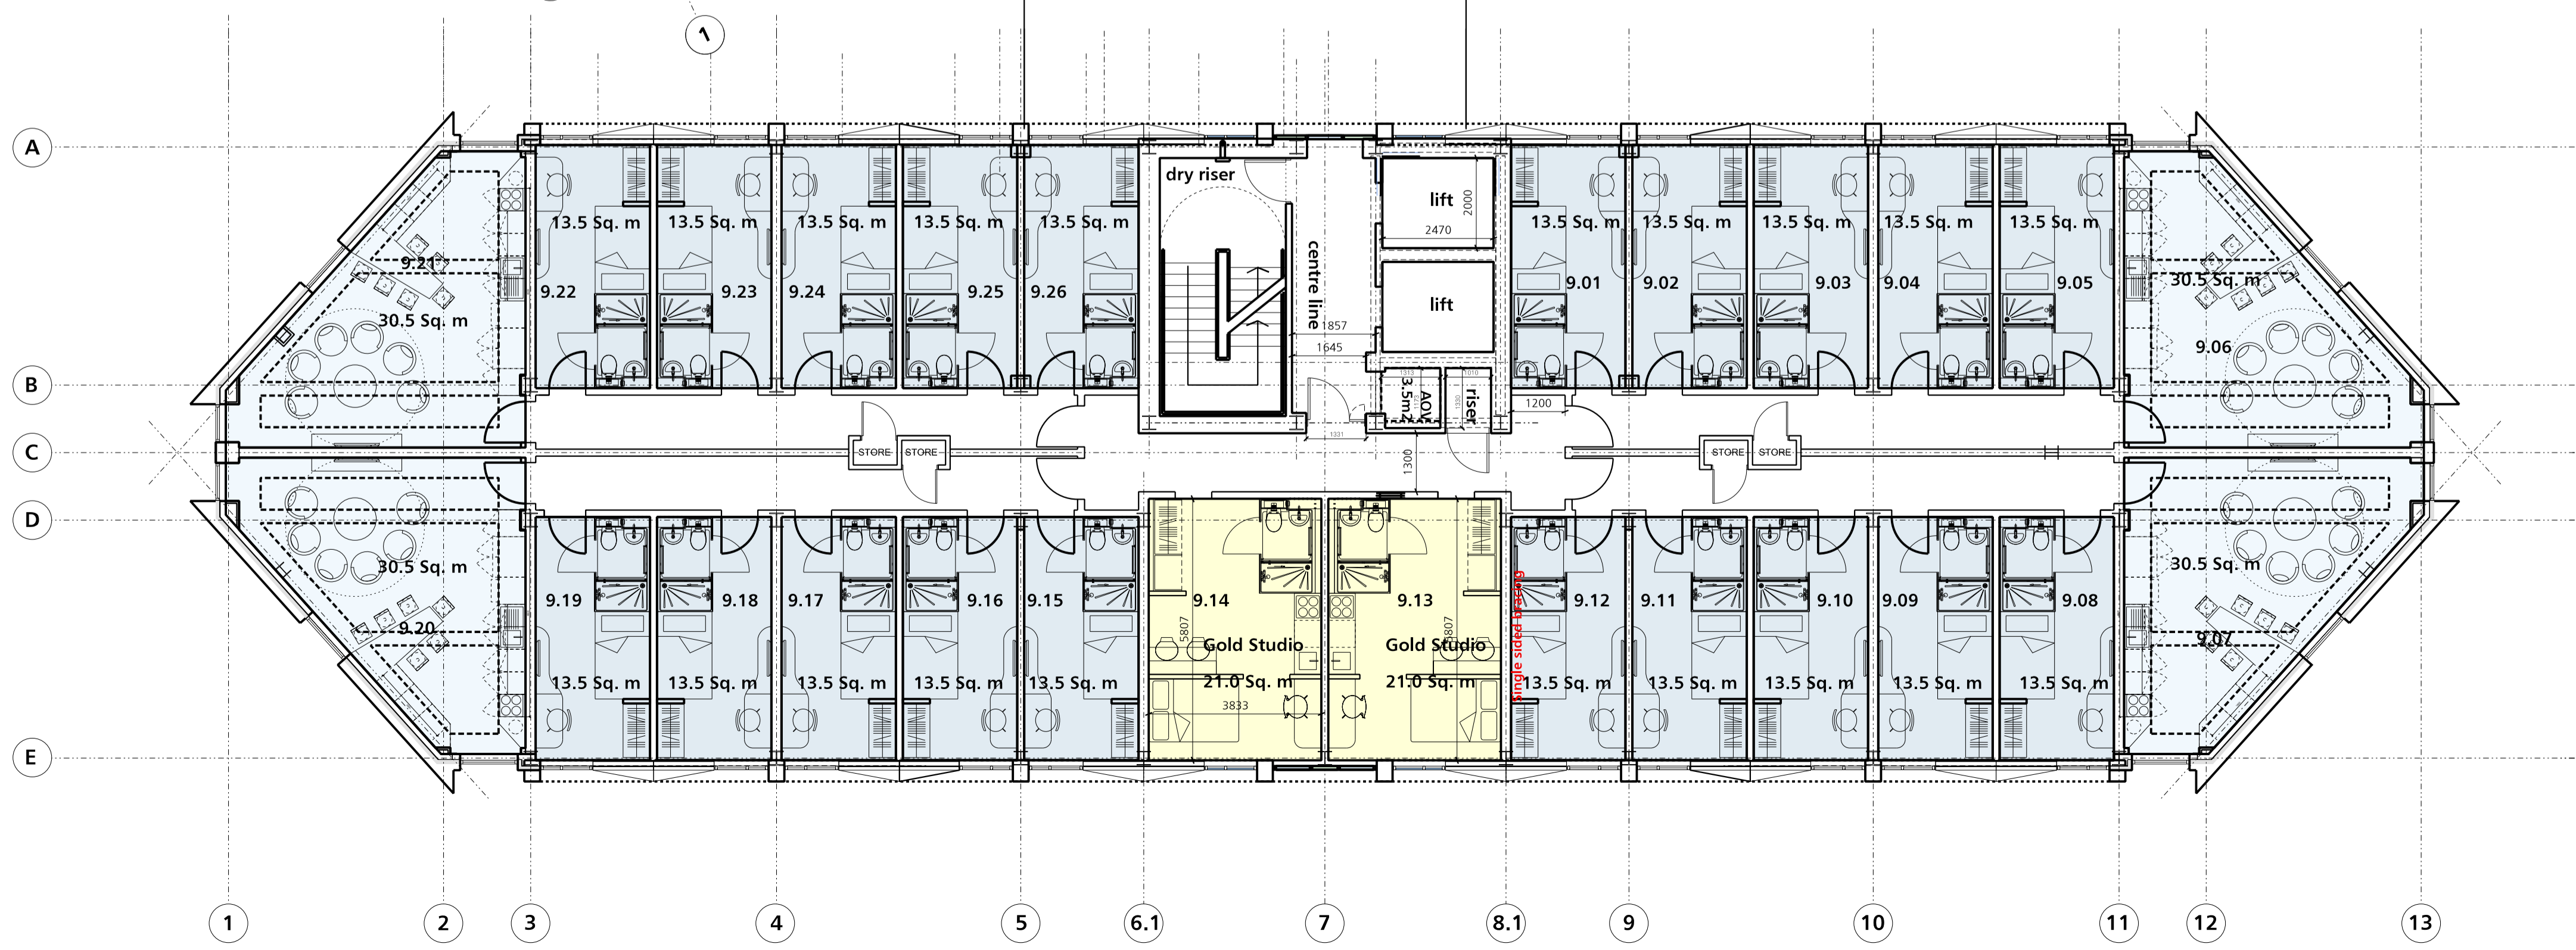 1
A
B
C
D
E
dry riser
lift
2000
2470
lift
centre line
1857
1645
1313
3.5m2
AOV
1010
riser
1330
1331
1200
1300
13.5 Sq. m
13.5 Sq. m
13.5 Sq. m
13.5 Sq. m
13.5 Sq. m
13.5 Sq. m
13.5 Sq. m
13.5 Sq. m
13.5 Sq. m
13.5 Sq. m
9.21
30.5 Sq. m
9.22
9.23
9.24
9.25
9.26
9.01
9.02
9.03
9.04
9.05
30.5 Sq. m
9.06
STORE
STORE
STORE
STORE
30.5 Sq. m
9.20
9.19
9.18
9.17
9.16
9.15
9.14
9.13
9.12
9.11
9.10
9.09
9.08
30.5 Sq. m
9.07
5807
Gold Studio
21.0 Sq. m
3833
3807
Gold Studio
21.0 Sq. m
Single sided bracing
13.5 Sq. m
13.5 Sq. m
13.5 Sq. m
13.5 Sq. m
13.5 Sq. m
13.5 Sq. m
13.5 Sq. m
13.5 Sq. m
13.5 Sq. m
13.5 Sq. m
1
2
3
4
5
6.1
7
8.1
9
10
11
12
13